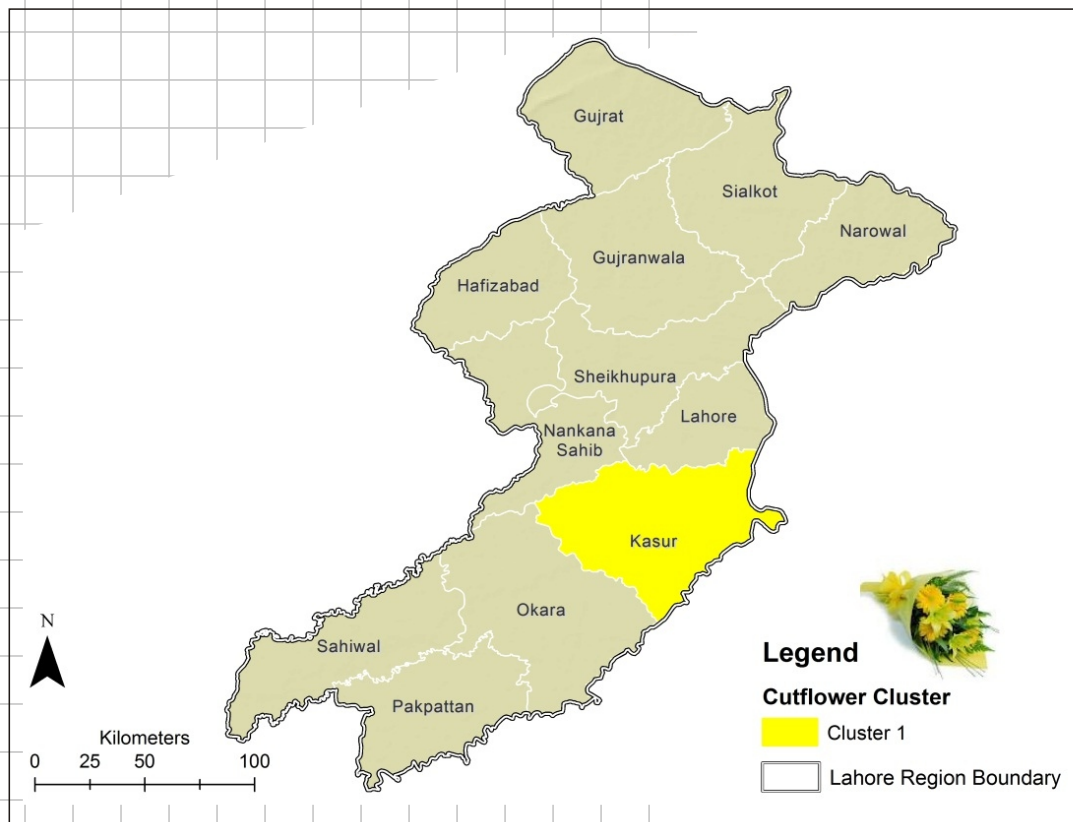 Gujrat
Sialkot
Narowal
Gujranwala
Hafizabad
Sheikhupura
Lahore
Nankana
Sahib
Kasur
Okara
Sahiwal
Pakpattan
N
Kilometers
0 25 50 100
Legend
Cutflower Cluster
Cluster 1
Lahore Region Boundary